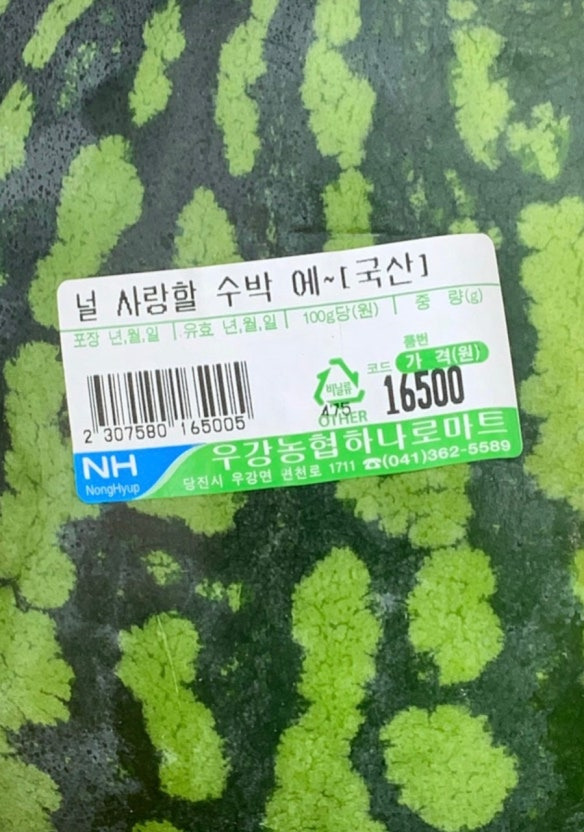 널 사랑할 수박 에~[국산]
포장 년,월,일 유효 년,월,일 100g당(원) 중 량(g)
품번
코드 가 격(원)
비닐류
475
OTHER
16500
2 307580 165005
NH
NongHyup
우강농협하나로마트
당진시 우강면 권천로 1711 ☎(041)362-5589